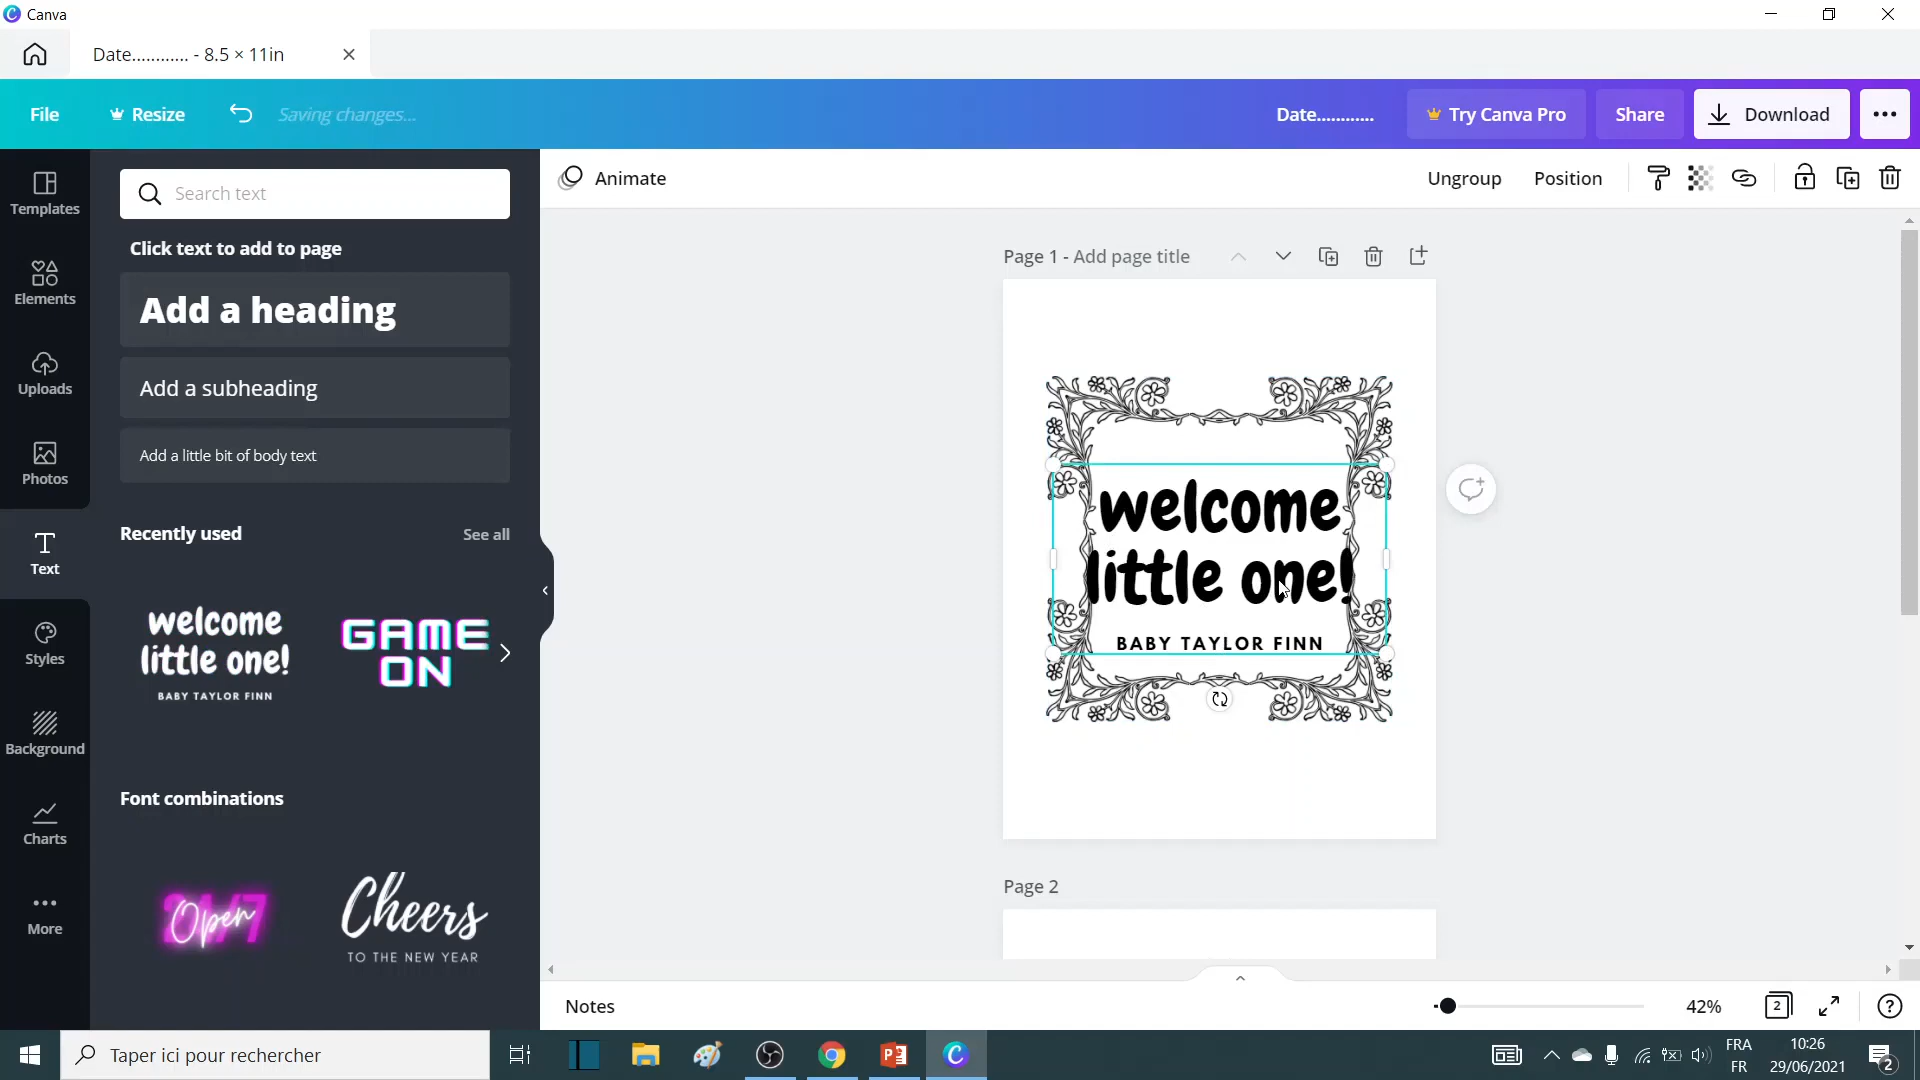 Canva
Date............ - 8.5 × 11in
File
Resize
Saving changes...
Date............
Try Canva Pro
Share
Download
Templates
Elements
Uploads
Photos
Text
Styles
Background
Charts
More
Search text
Click text to add to page
Add a heading
Add a subheading
Add a little bit of body text
Recently used
See all
welcome
little one!
BABY TAYLOR FINN
GAME
ON
Font combinations
24/7
Open
Cheers
TO THE NEW YEAR
Animate
Ungroup
Position
Page 1 - Add page title
welcome
little one!
BABY TAYLOR FINN
Page 2
Notes
42%
2
Taper ici pour rechercher
FRA
FR
10:26
29/06/2021
2